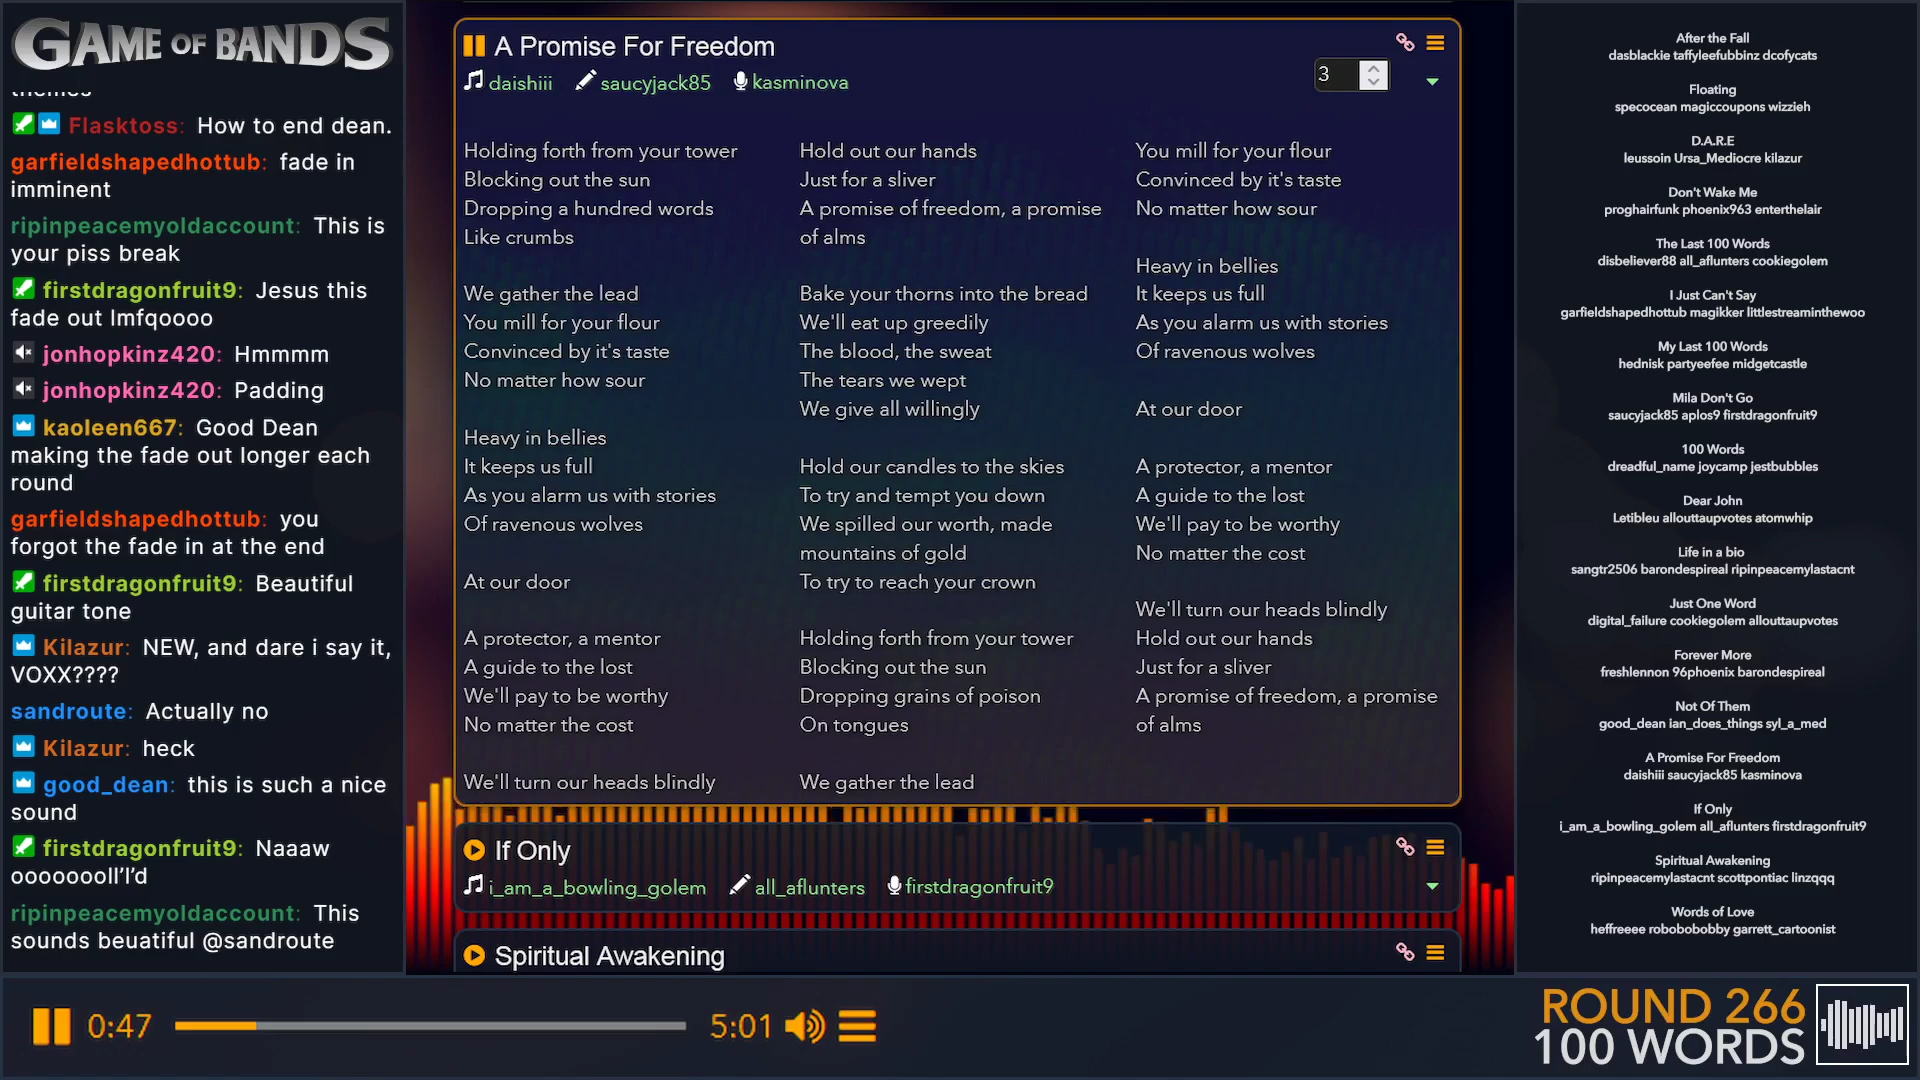 GAME OF BANDS
themes
Flasktoss: How to end dean.
garfieldshapedhottub: fade in
imminent
ripinpeacemyoldaccount: This is
your piss break
firstdragonfruit9: Jesus this
fade out lmfqoooo
jonhopkinz420: Hmmmm
jonhopkinz420: Padding
kaoleen667: Good Dean
making the fade out longer each
round
garfieldshapedhottub: you
forgot the fade in at the end
firstdragonfruit9: Beautiful
guitar tone
Kilazur: NEW, and dare i say it,
VOXX????
sandroute: Actually no
Kilazur: heck
good_dean: this is such a nice
sound
firstdragonfruit9: Naaaw
oooooooll'l'd
ripinpeacemyoldaccount: This
sounds beuatiful @sandroute
A Promise For Freedom
daishiii saucyjack85 kasminova
3
Holding forth from your tower
Blocking out the sun
Dropping a hundred words
Like crumbs
We gather the lead
You mill for your flour
Convinced by it's taste
No matter how sour
Heavy in bellies
It keeps us full
As you alarm us with stories
Of ravenous wolves
At our door
A protector, a mentor
A guide to the lost
We'll pay to be worthy
No matter the cost
We'll turn our heads blindly
Hold out our hands
Just for a sliver
A promise of freedom, a promise
of alms
Bake your thorns into the bread
We'll eat up greedily
The blood, the sweat
The tears we wept
We give all willingly
Hold our candles to the skies
To try and tempt you down
We spilled our worth, made
mountains of gold
To try to reach your crown
Holding forth from your tower
Blocking out the sun
Dropping grains of poison
On tongues
We gather the lead
You mill for your flour
Convinced by it's taste
No matter how sour
Heavy in bellies
It keeps us full
As you alarm us with stories
Of ravenous wolves
At our door
A protector, a mentor
A guide to the lost
We'll pay to be worthy
No matter the cost
We'll turn our heads blindly
Hold out our hands
Just for a sliver
A promise of freedom, a promise
of alms
If Only
i_am_a_bowling_golem all_aflunters firstdragonfruit9
Spiritual Awakening
After the Fall
dasblackie taffyleefubbinz dcofycats
Floating
specocean magiccoupons wizzieh
D.A.R.E
leussoin Ursa_Mediocre kilazur
Don't Wake Me
proghairfunk phoenix963 enterthelair
The Last 100 Words
disbeliever88 all_aflunters cookiegolem
I Just Can't Say
garfieldshapedhottub magikker littlestreaminthewoo
My Last 100 Words
hednisk partyeefee midgetcastle
Mila Don't Go
saucyjack85 aplos9 firstdragonfruit9
100 Words
dreadful_name joycamp jestbubbles
Dear John
Letibleu allouttaupvotes atomwhip
Life in a bio
sangtr2506 barondespireal ripinpeacemylastacnt
Just One Word
digital_failure cookiegolem allouttaupvotes
Forever More
freshlennon 96phoenix barondespireal
Not Of Them
good_dean ian_does_things syl_a_med
A Promise For Freedom
daishiii saucyjack85 kasminova
If Only
i_am_a_bowling_golem all_aflunters firstdragonfruit9
Spiritual Awakening
ripinpeacemylastacnt scottpontiac linzqqq
Words of Love
heffreeee robobobobby garrett_cartoonist
0:47
5:01
ROUND 266
100 WORDS